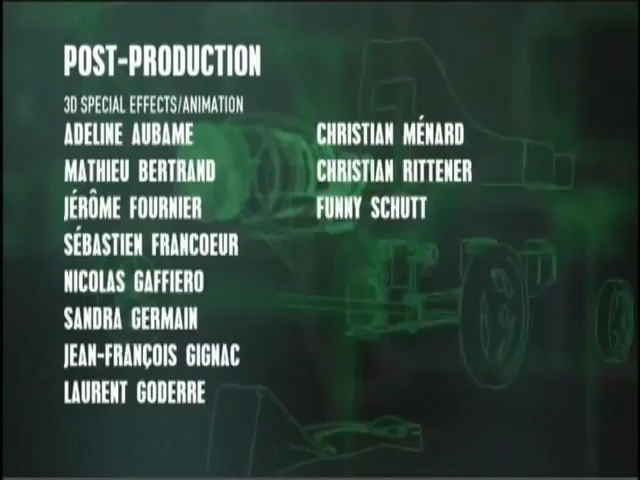 POST-PRODUCTION
3D SPECIAL EFFECTS/ANIMATION
ADELINE AUBAME
MATHIEU BERTRAND
JÉRÔME FOURNIER
SÉBASTIEN FRANCOEUR
NICOLAS GAFFIERO
SANDRA GERMAIN
JEAN-FRANÇOIS GIGNAC
LAURENT GODERRE
CHRISTIAN MÉNARD
CHRISTIAN RITTENER
FUNNY SCHUTT